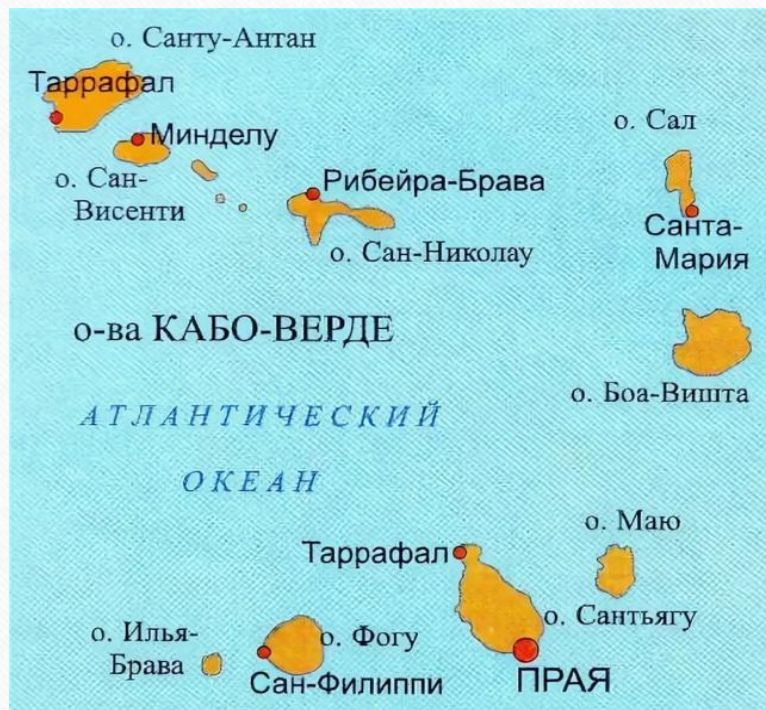 о. Санту-Антан
Таррафал
Минделу
о. Сан-
Висенти
Рибейра-Брава
о. Сан-Николау
о. Сал
Санта-
Мария
о-ва КАБО-ВЕРДЕ
о. Боа-Вишта
АТЛАНТИЧЕСКИЙ
ОКЕАН
о. Маю
Таррафал
о. Сантьягу
о. Илья-
Брава
о. Фогу
Сан-Филиппи
ПРАЯ